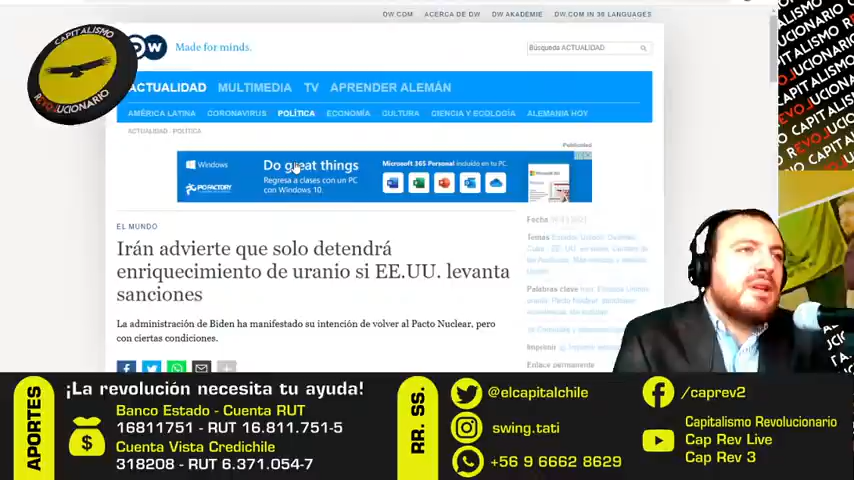 DW.COM
ACERCA DE DW
DW AKADEMIE
DW.COM IN 30 LANGUAGES
CAPITALISMO
REVOLUCIONARIO
DW
Made for minds.
Búsqueda ACTUALIDAD
ACTUALIDAD MULTIMEDIA TV APRENDER ALEMÁN
AMÉRICA LATINA CORONAVIRUS POLÍTICA ECONOMÍA CULTURA CIENCIA Y ECOLOGÍA ALEMANIA HOY
ACTUALIDAD - POLÍTICA
Publicidad
Windows
PC FACTORY
Do great things
Regresa a clases con un PC
con Windows 10.
Microsoft 365 Personal incluido en tu PC.
EL MUNDO
Irán advierte que solo detendrá
enriquecimiento de uranio si EE.UU. levanta
sanciones
La administración de Biden ha manifestado su intención de volver al Pacto Nuclear, pero
con ciertas condiciones.
Fecha
Temas
Palabras clave
Imprimir
Enlace permanente
CAPITALISMO
REVOLUCIONARIO
APORTES
¡La revolución necesita tu ayuda!
Banco Estado - Cuenta RUT
16811751 - RUT 16.811.751-5
Cuenta Vista Credichile
318208 - RUT 6.371.054-7
RR. SS.
@elcapitalchile
swing.tati
+56 9 6662 8629
/caprev2
Capitalismo Revolucionario
Cap Rev Live
Cap Rev 3